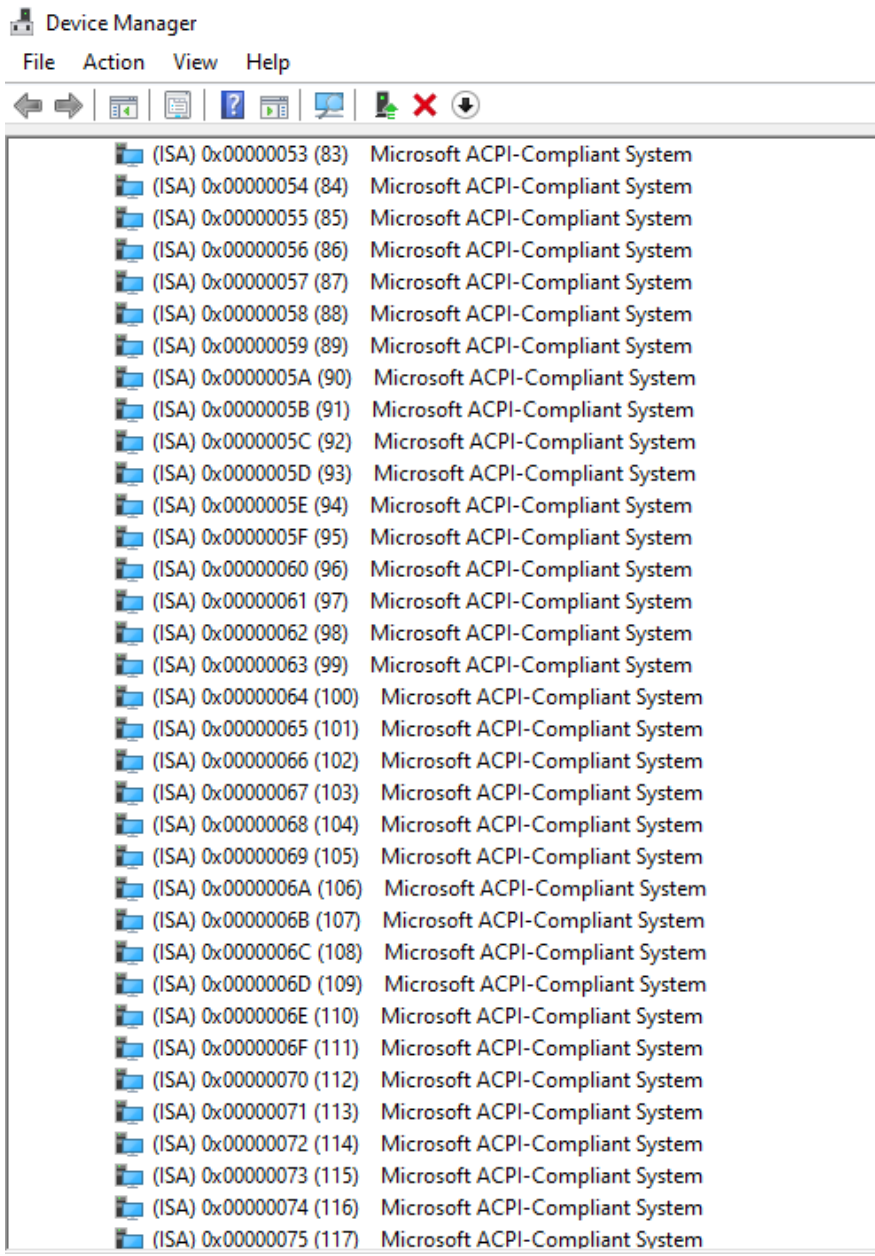 Device Manager
File Action View Help
(ISA) 0x00000053 (83) Microsoft ACPI-Compliant System
(ISA) 0x00000054 (84) Microsoft ACPI-Compliant System
(ISA) 0x00000055 (85) Microsoft ACPI-Compliant System
(ISA) 0x00000056 (86) Microsoft ACPI-Compliant System
(ISA) 0x00000057 (87) Microsoft ACPI-Compliant System
(ISA) 0x00000058 (88) Microsoft ACPI-Compliant System
(ISA) 0x00000059 (89) Microsoft ACPI-Compliant System
(ISA) 0x0000005A (90) Microsoft ACPI-Compliant System
(ISA) 0x0000005B (91) Microsoft ACPI-Compliant System
(ISA) 0x0000005C (92) Microsoft ACPI-Compliant System
(ISA) 0x0000005D (93) Microsoft ACPI-Compliant System
(ISA) 0x0000005E (94) Microsoft ACPI-Compliant System
(ISA) 0x0000005F (95) Microsoft ACPI-Compliant System
(ISA) 0x00000060 (96) Microsoft ACPI-Compliant System
(ISA) 0x00000061 (97) Microsoft ACPI-Compliant System
(ISA) 0x00000062 (98) Microsoft ACPI-Compliant System
(ISA) 0x00000063 (99) Microsoft ACPI-Compliant System
(ISA) 0x00000064 (100) Microsoft ACPI-Compliant System
(ISA) 0x00000065 (101) Microsoft ACPI-Compliant System
(ISA) 0x00000066 (102) Microsoft ACPI-Compliant System
(ISA) 0x00000067 (103) Microsoft ACPI-Compliant System
(ISA) 0x00000068 (104) Microsoft ACPI-Compliant System
(ISA) 0x00000069 (105) Microsoft ACPI-Compliant System
(ISA) 0x0000006A (106) Microsoft ACPI-Compliant System
(ISA) 0x0000006B (107) Microsoft ACPI-Compliant System
(ISA) 0x0000006C (108) Microsoft ACPI-Compliant System
(ISA) 0x0000006D (109) Microsoft ACPI-Compliant System
(ISA) 0x0000006E (110) Microsoft ACPI-Compliant System
(ISA) 0x0000006F (111) Microsoft ACPI-Compliant System
(ISA) 0x00000070 (112) Microsoft ACPI-Compliant System
(ISA) 0x00000071 (113) Microsoft ACPI-Compliant System
(ISA) 0x00000072 (114) Microsoft ACPI-Compliant System
(ISA) 0x00000073 (115) Microsoft ACPI-Compliant System
(ISA) 0x00000074 (116) Microsoft ACPI-Compliant System
(ISA) 0x00000075 (117) Microsoft ACPI-Compliant System